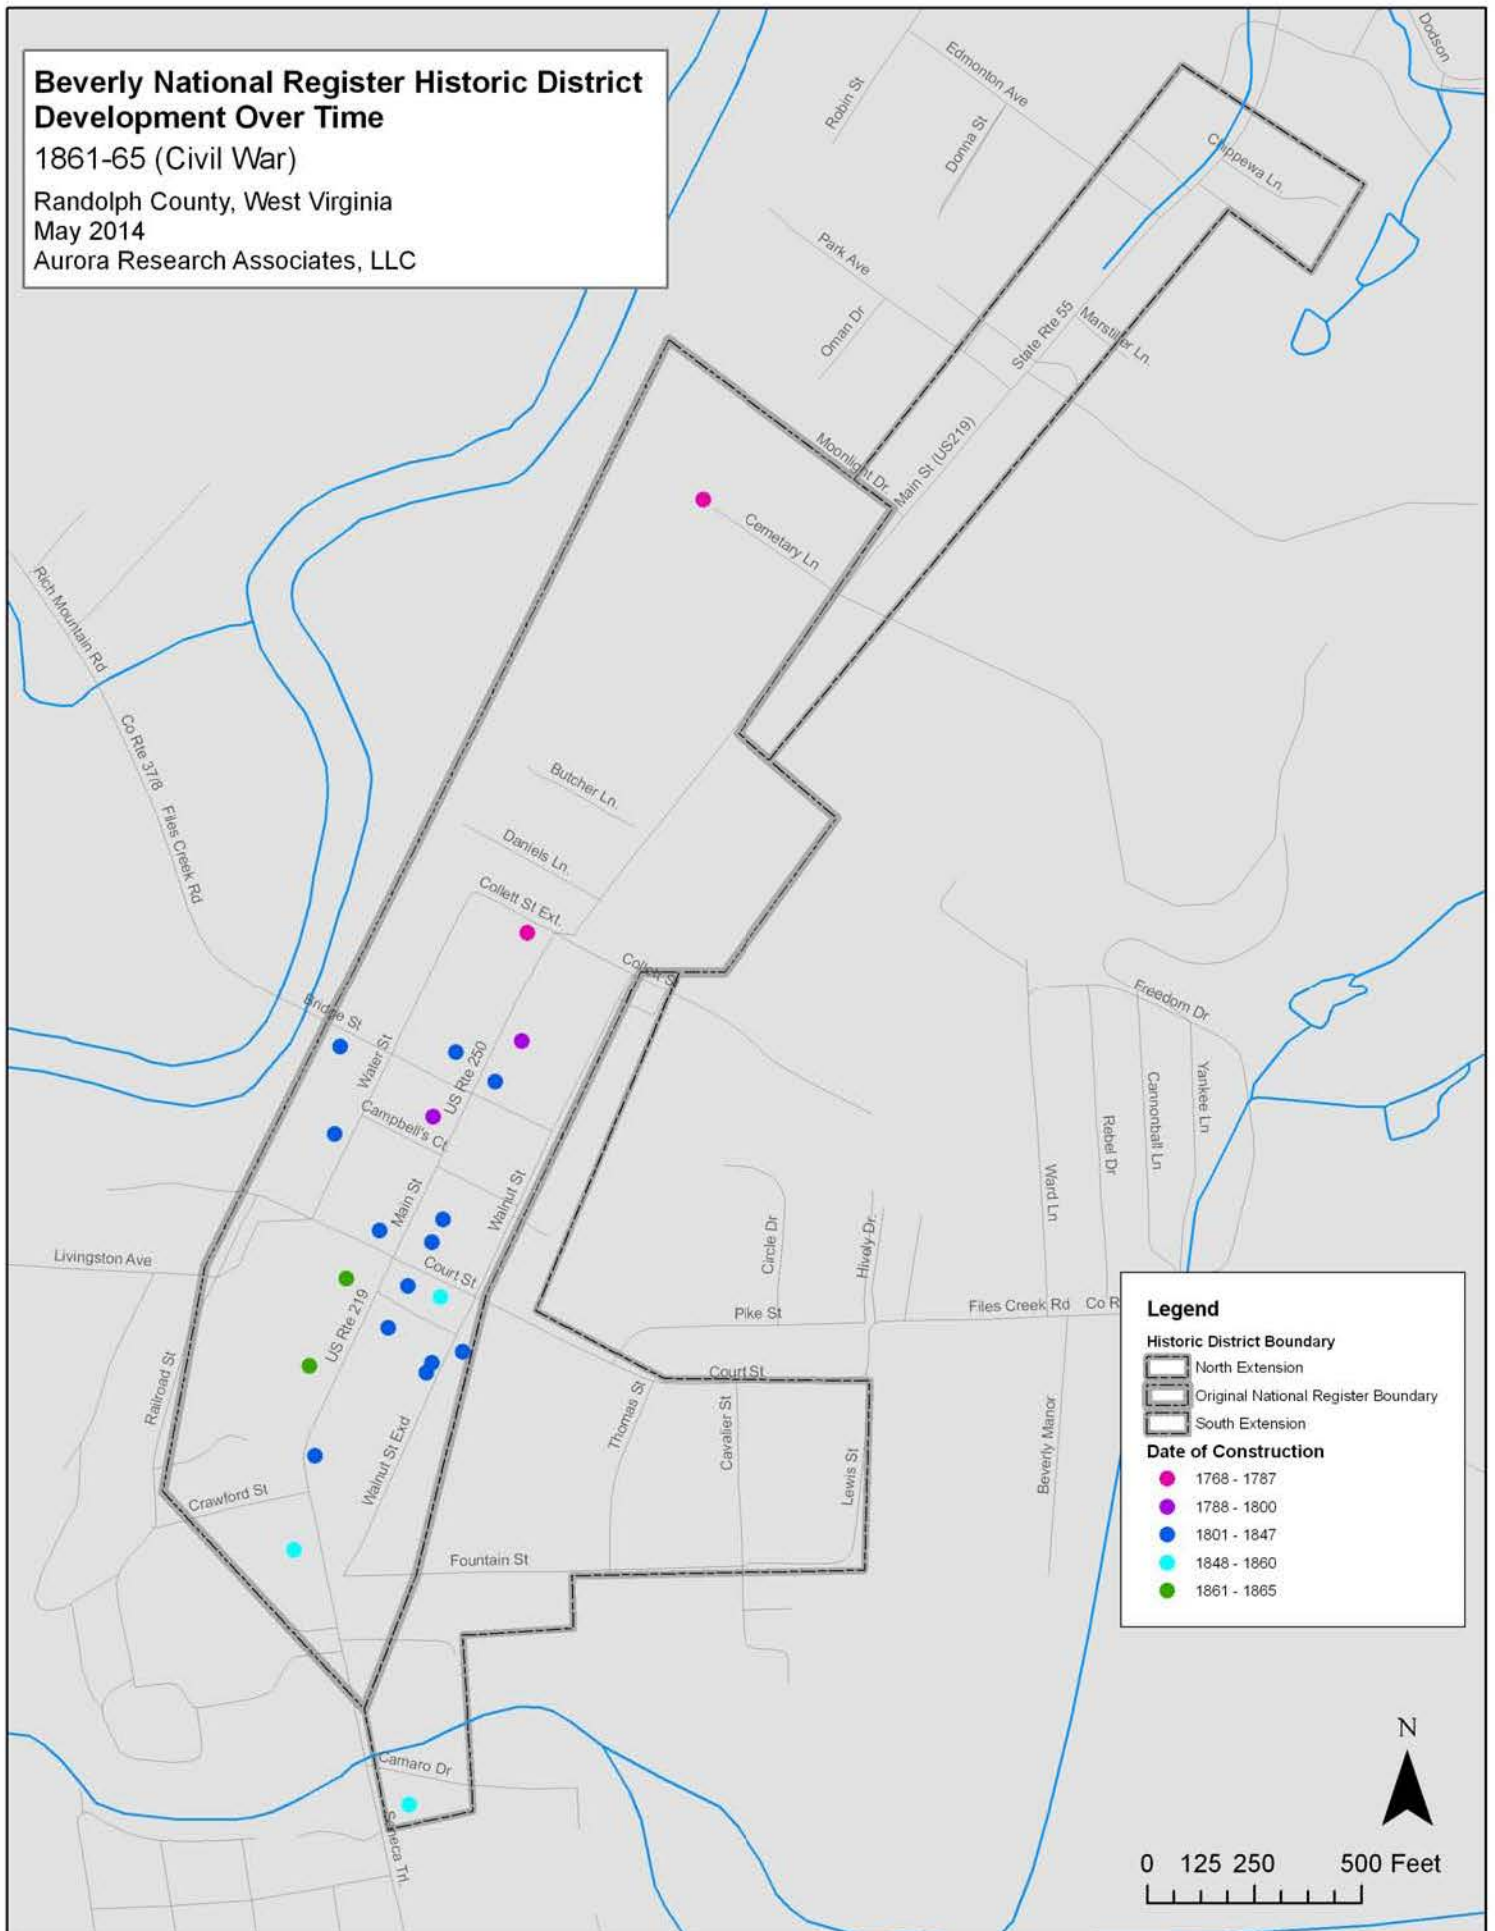 Beverly National Register Historic District
Development Over Time
1861-65 (Civil War)
Randolph County, West Virginia
May 2014
Aurora Research Associates, LLC
Dodson
Edmonton Ave
Robin St
Donna St
Chippewa Ln.
Park Ave
Oman Dr
State Rte 55
Marstiller Ln.
Moonlight Dr.
Main St (US219)
Cemetary Ln
Rich Mountain Rd
Co Rte 37/8
Files Creek Rd
Butcher Ln.
Daniels Ln.
Collett St Ext.
Collett St
Bridge St
Water St
US Rte 250
Campbell's Ct
Freedom Dr
Yankee Ln
Cannonball Ln
Rebel Dr
Ward Ln
Main St
Walnut St
Circle Dr
Hively Dr.
Livingston Ave
Court St
US Rte 219
Pike St
Files Creek Rd
Co R
Railroad St
Court St
Thomas St
Cavalier St
Lewis St
Beverly Manor
Walnut St Exd
Crawford St
Fountain St
Camaro Dr
Seneca Trl.
Legend
Historic District Boundary
North Extension
Original National Register Boundary
South Extension
Date of Construction
1768 - 1787
1788 - 1800
1801 - 1847
1848 - 1860
1861 - 1865
N
0 125 250 500 Feet